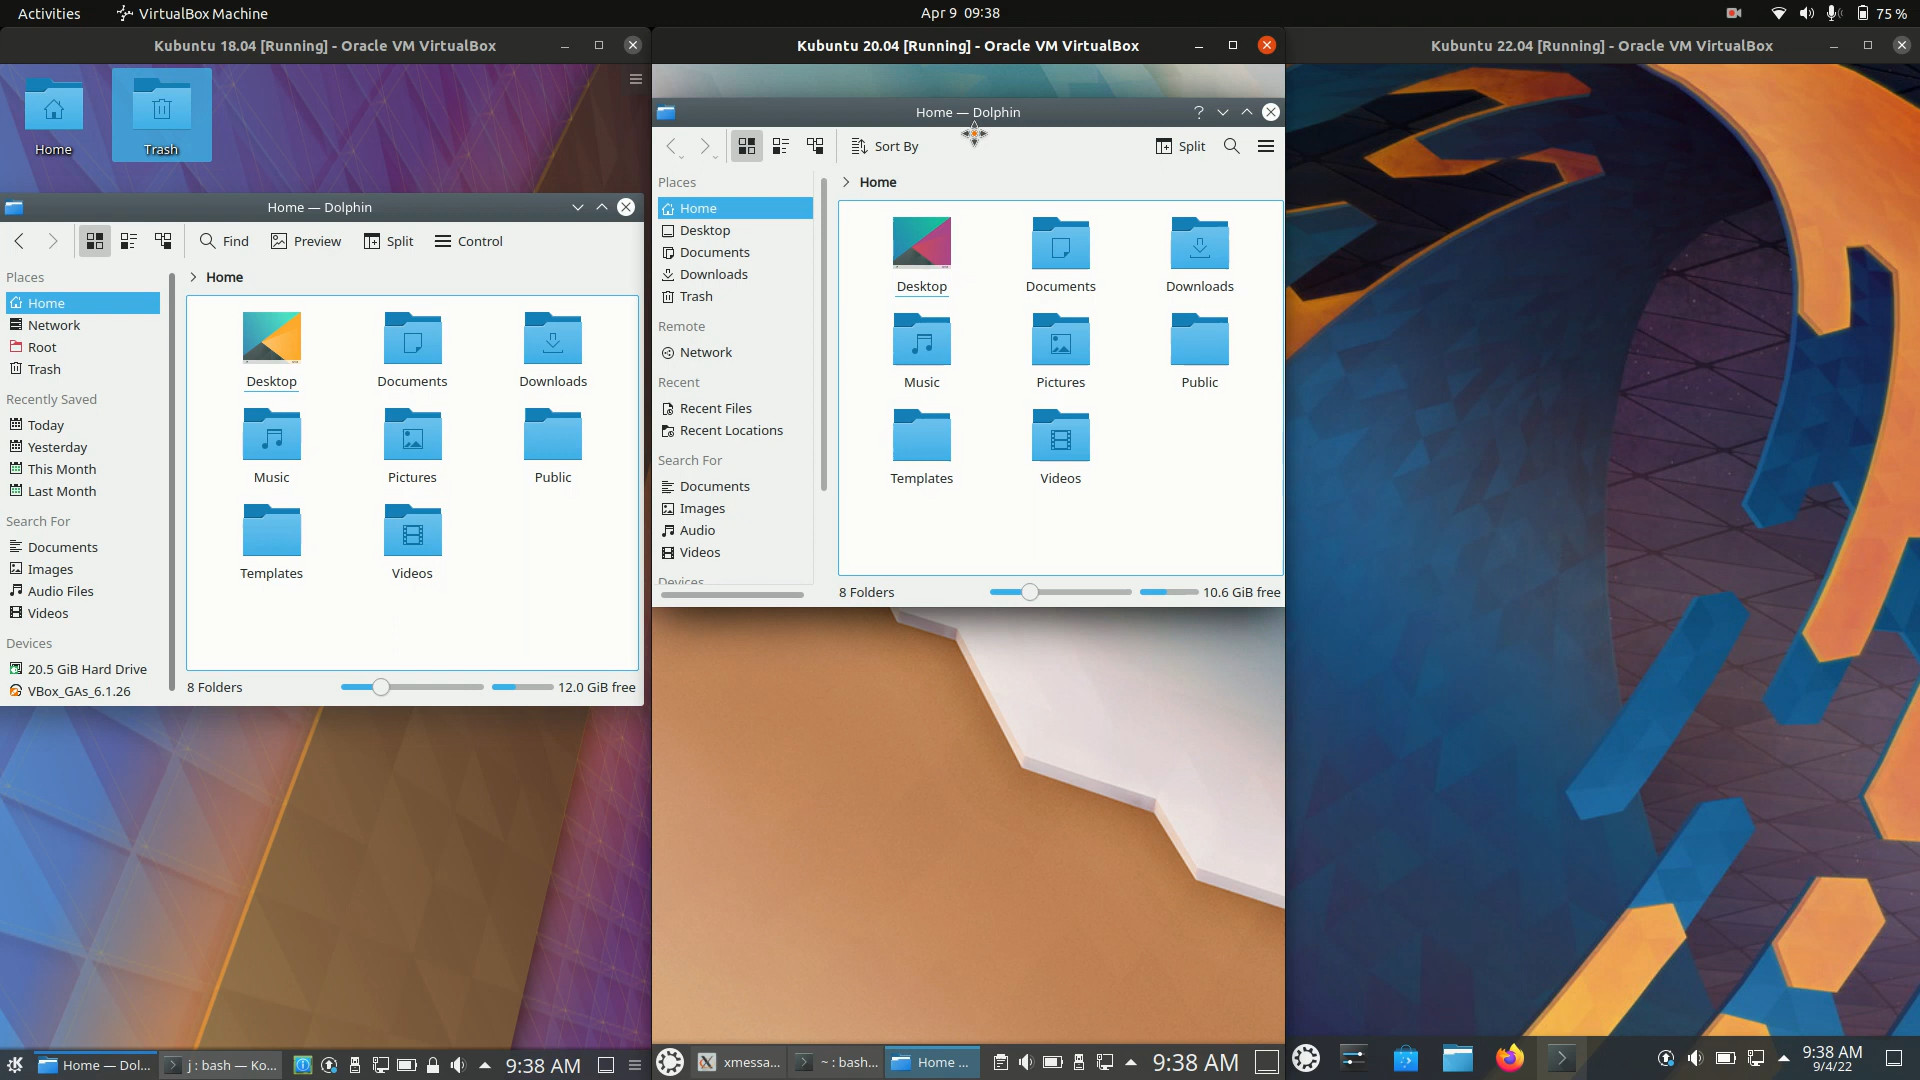 Activities
VirtualBox Machine
Apr 9 09:38
75 %
Kubuntu 18.04 [Running] - Oracle VM VirtualBox
Home
Trash
Home — Dolphin
Find
Preview
Split
Control
Places
Home
Network
Root
Trash
Recently Saved
Today
Yesterday
This Month
Last Month
Search For
Documents
Images
Audio Files
Videos
Devices
20.5 GiB Hard Drive
VBox_GAs_6.1.26
Home
Desktop
Documents
Downloads
Music
Pictures
Public
Templates
Videos
8 Folders
12.0 GiB free
Home — Dol...
j : bash — Ko...
9:38 AM
Kubuntu 20.04 [Running] - Oracle VM VirtualBox
Home — Dolphin
Sort By
Split
Places
Home
Desktop
Documents
Downloads
Trash
Remote
Network
Recent
Recent Files
Recent Locations
Search For
Documents
Images
Audio
Videos
Devices
Home
Desktop
Documents
Downloads
Music
Pictures
Public
Templates
Videos
8 Folders
10.6 GiB free
xmessa...
~ : bash...
Home ...
9:38 AM
Kubuntu 22.04 [Running] - Oracle VM VirtualBox
9:38 AM
9/4/22